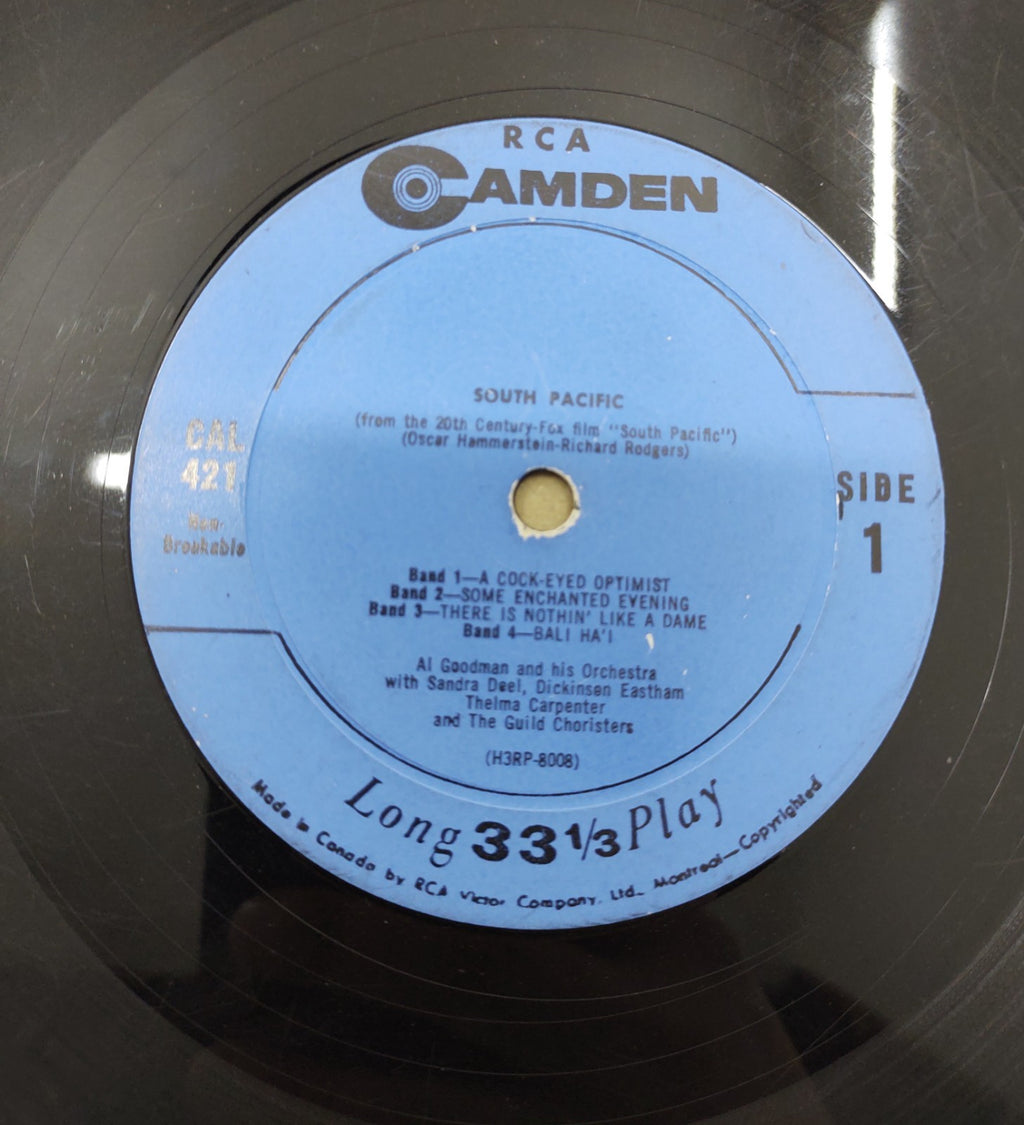 RCA
CAMDEN
SOUTH PACIFIC
(from the 20th Century-Fox film "South Pacific")
(Oscar Hammerstein-Richard Rodgers)
CAL
421
Non-
Breakable
SIDE
1
Band 1—A COCK-EYED OPTIMIST
Band 2—SOME ENCHANTED EVENING
Band 3—THERE IS NOTHIN' LIKE A DAME
Band 4—BALI HA'I
Al Goodman and his Orchestra
with Sandra Deel, Dickinson Eastham
Thelma Carpenter
and The Guild Choristers
(H3RP-8008)
Long 33 1/3 Play
Made in Canada by RCA Victor Company, Ltd., Montreal—Copyrighted